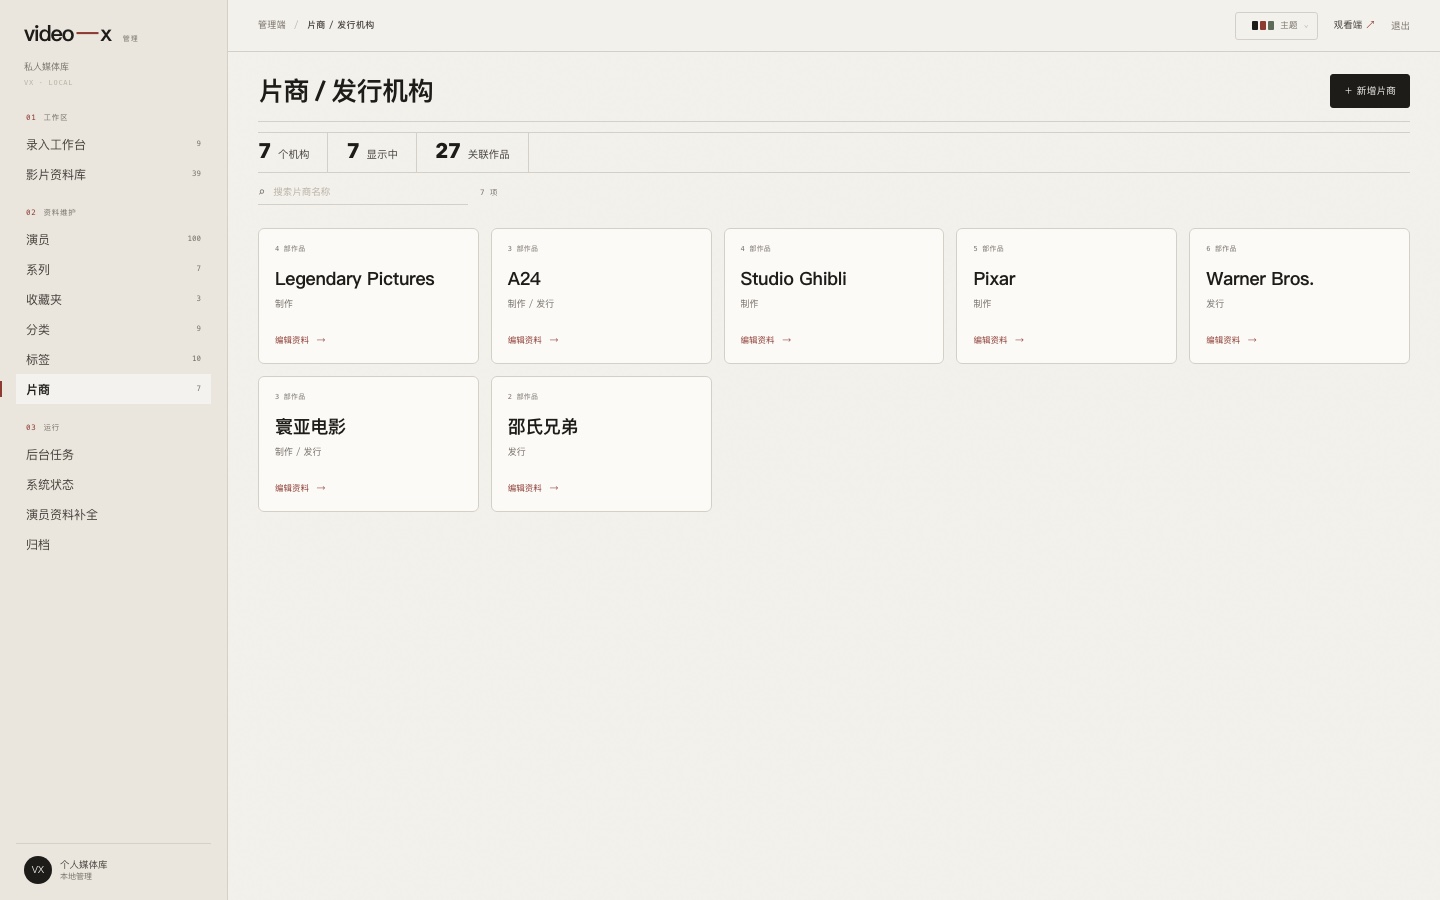 video—x 管理
私人媒体库
VX · LOCAL
01 工作区
录入工作台 9
影片资料库 39
02 资料维护
演员 100
系列 7
收藏夹 3
分类 9
标签 10
片商 7
03 运行
后台任务
系统状态
演员资料补全
归档
VX
个人媒体库
本地管理
管理端 / 片商 / 发行机构
主题
观看端 ↗
退出
片商 / 发行机构
+ 新增片商
7 个机构
7 显示中
27 关联作品
搜索片商名称
7 项
4 部作品
Legendary Pictures
制作
编辑资料 →
3 部作品
A24
制作 / 发行
编辑资料 →
4 部作品
Studio Ghibli
制作
编辑资料 →
5 部作品
Pixar
制作
编辑资料 →
6 部作品
Warner Bros.
发行
编辑资料 →
3 部作品
寰亚电影
制作 / 发行
编辑资料 →
2 部作品
邵氏兄弟
发行
编辑资料 →